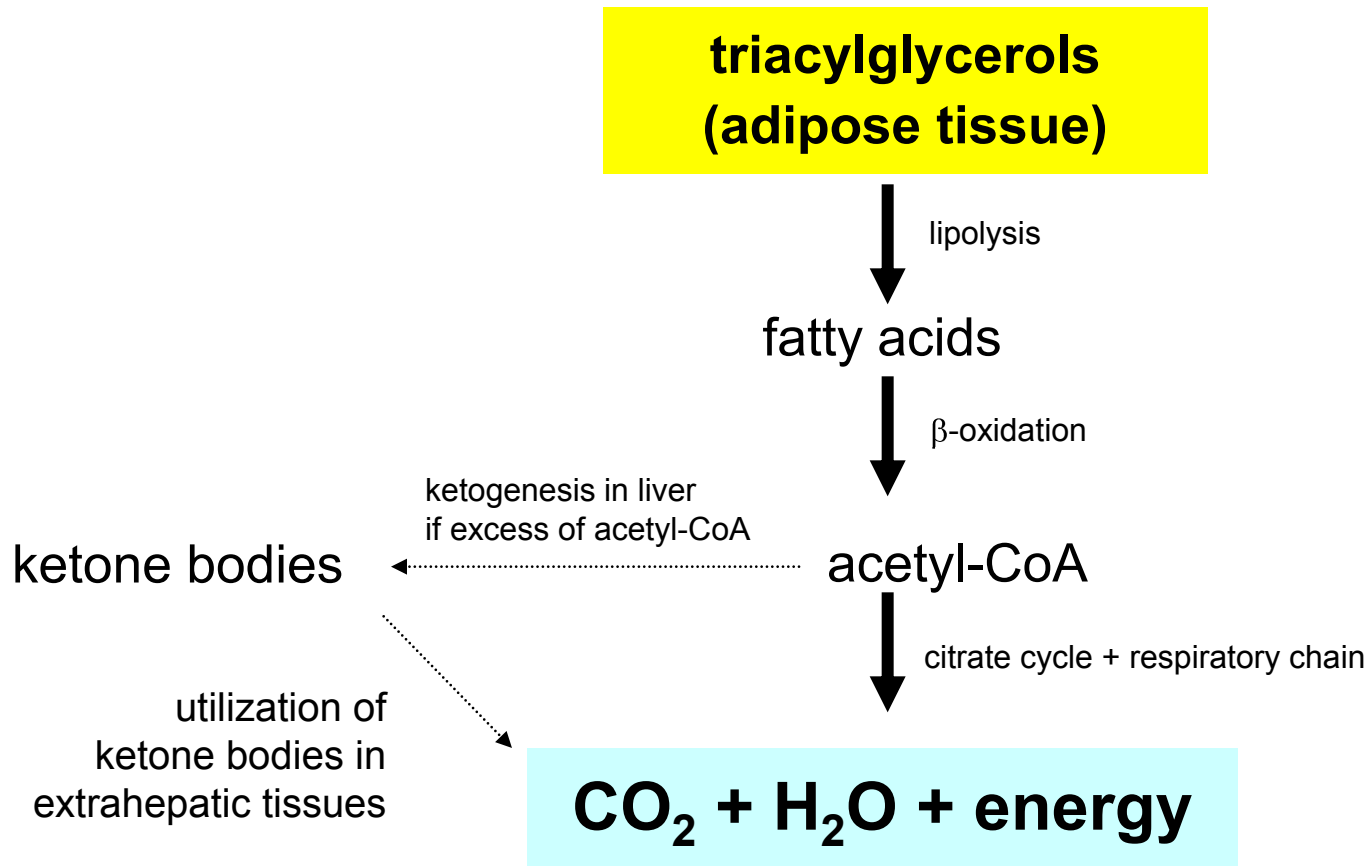 triacylglycerols
(adipose tissue)
lipolysis
fatty acids
β-oxidation
ketogenesis in liver
if excess of acetyl-CoA
ketone bodies
acetyl-CoA
citrate cycle + respiratory chain
utilization of
ketone bodies in
extrahepatic tissues
CO₂ + H₂O + energy